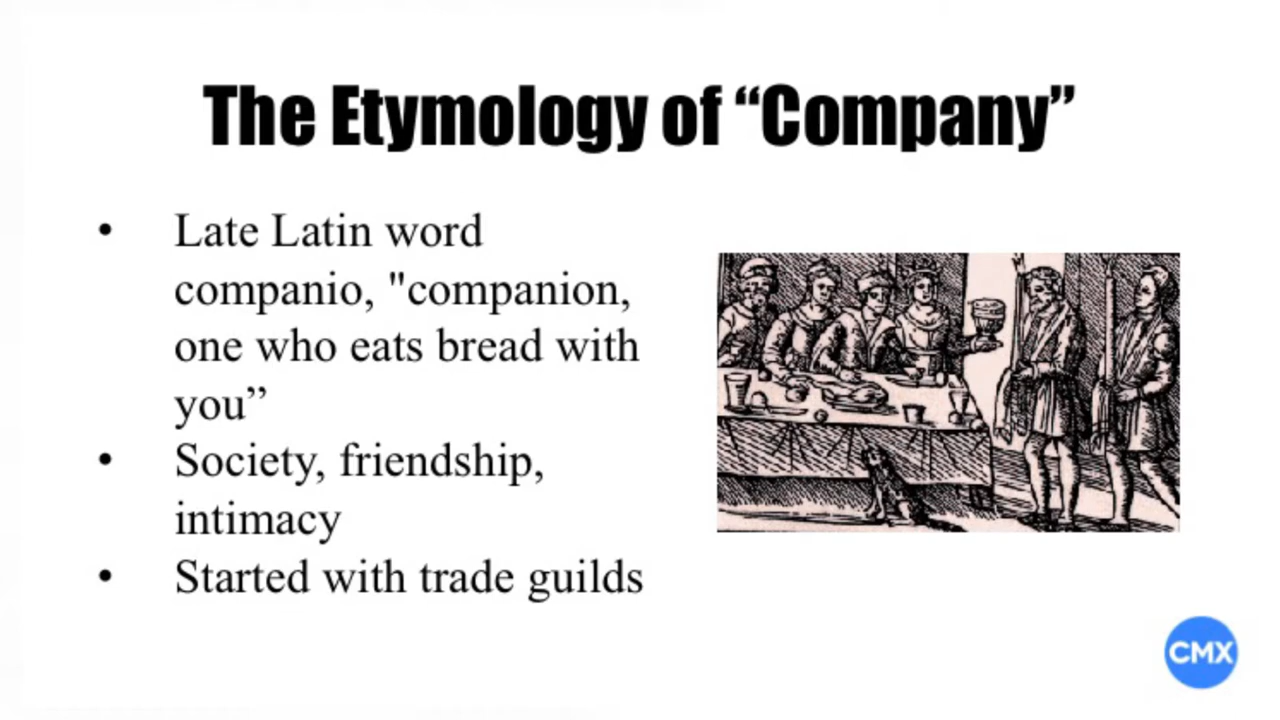 The Etymology of “Company”
• Late Latin word
companio, "companion,
one who eats bread with
you”
• Society, friendship,
intimacy
• Started with trade guilds
CMX